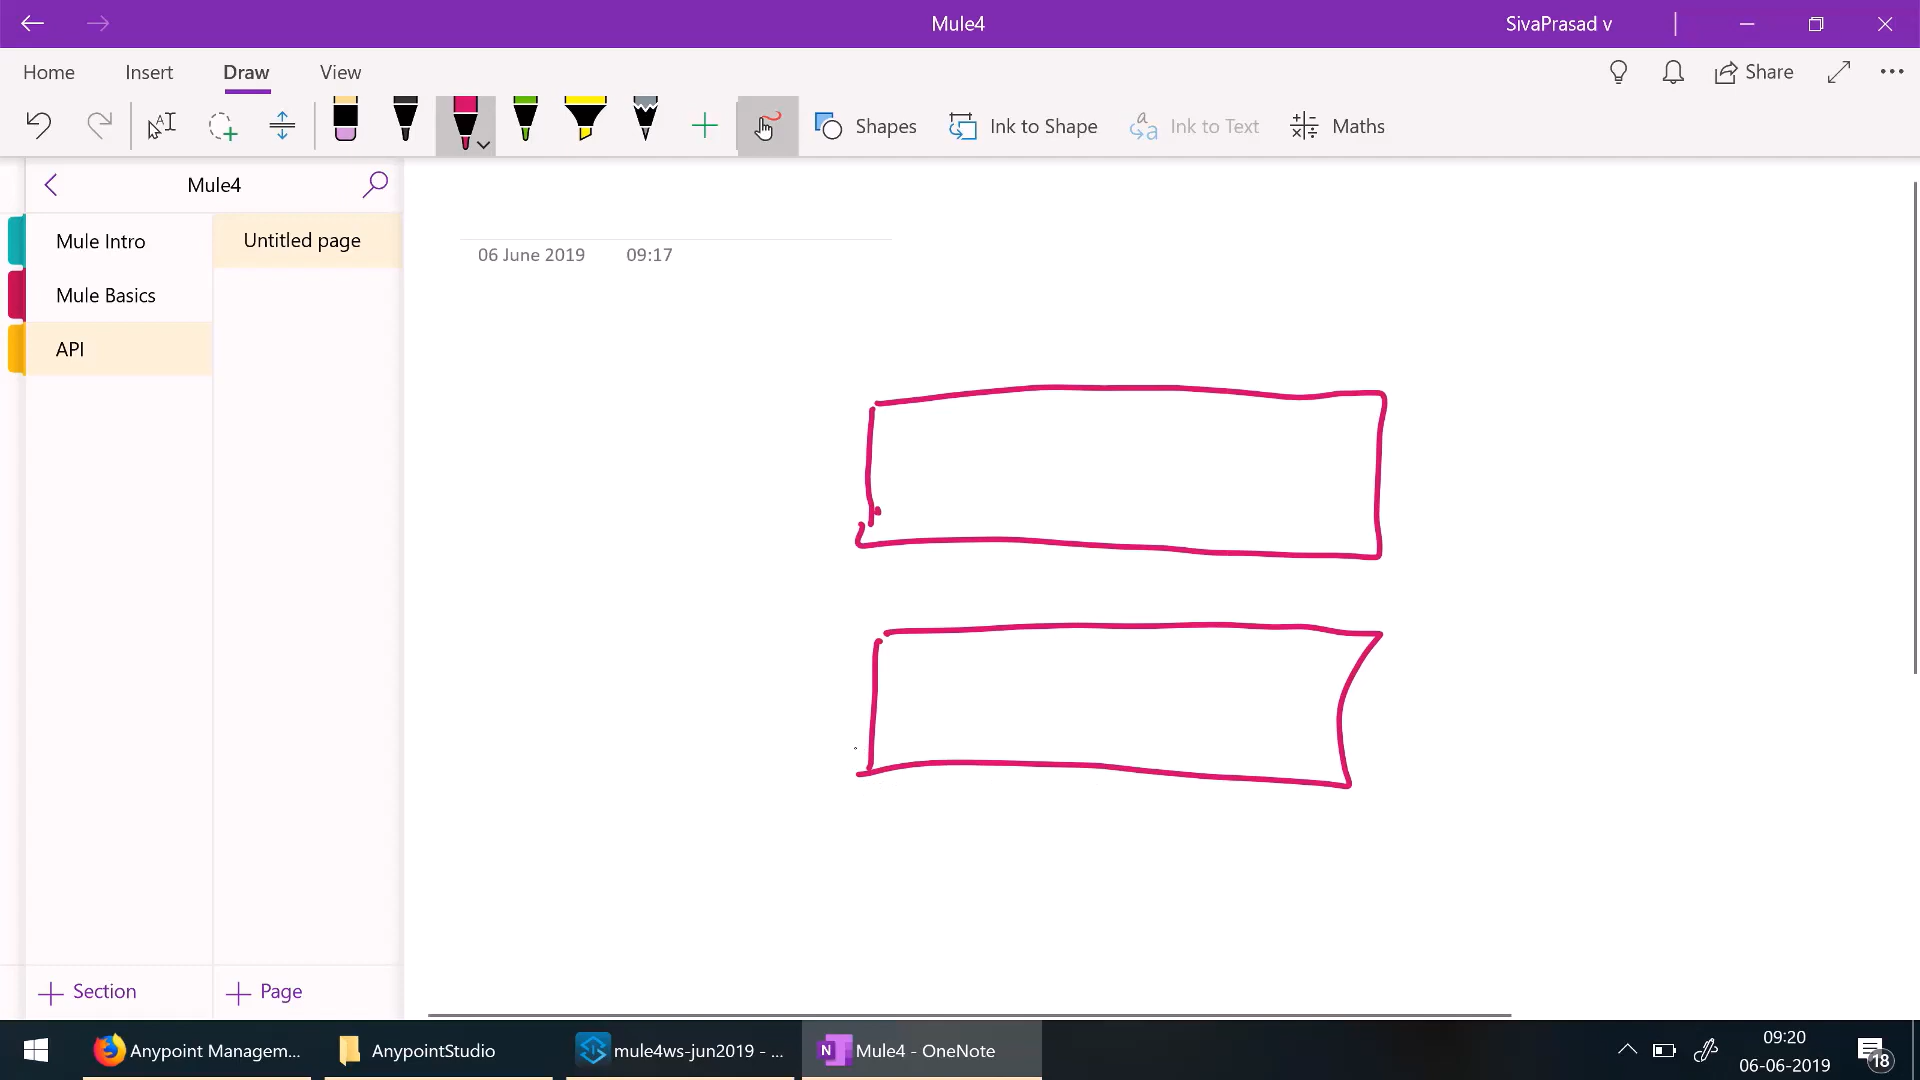 Mule4
SivaPrasad v
Home
Insert
Draw
View
Share
Shapes
Ink to Shape
Ink to Text
Maths
Mule4
Mule Intro
Mule Basics
API
Untitled page
06 June 2019
09:17
Section
Page
Anypoint Managem...
AnypointStudio
mule4ws-jun2019 - ...
Mule4 - OneNote
09:20
06-06-2019
18